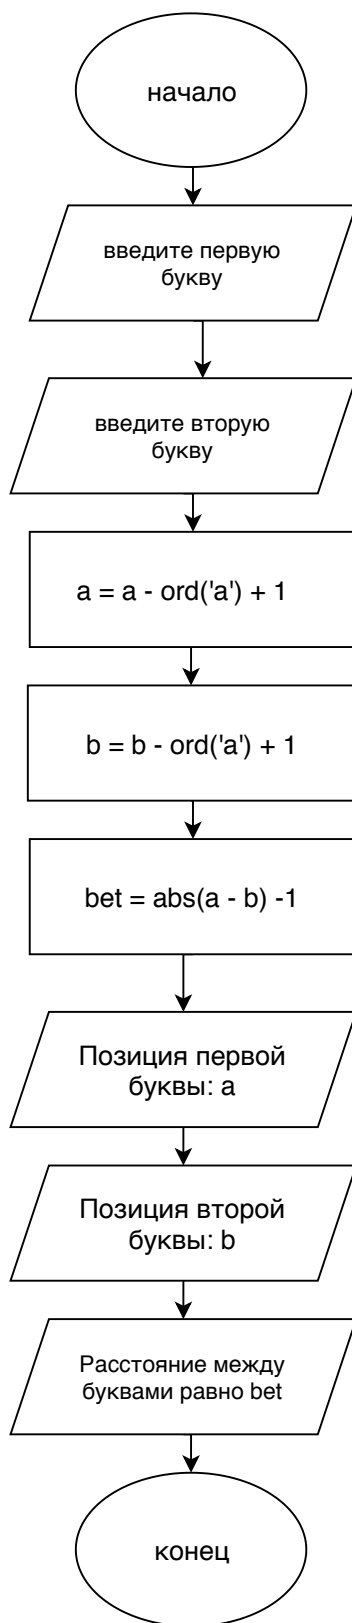 начало
введите первую
букву
введите вторую
букву
a = a - ord('a') + 1
b = b - ord('a') + 1
bet = abs(a - b) -1
Позиция первой
буквы: a
Позиция второй
буквы: b
Расстояние между
буквами равно bet
конец